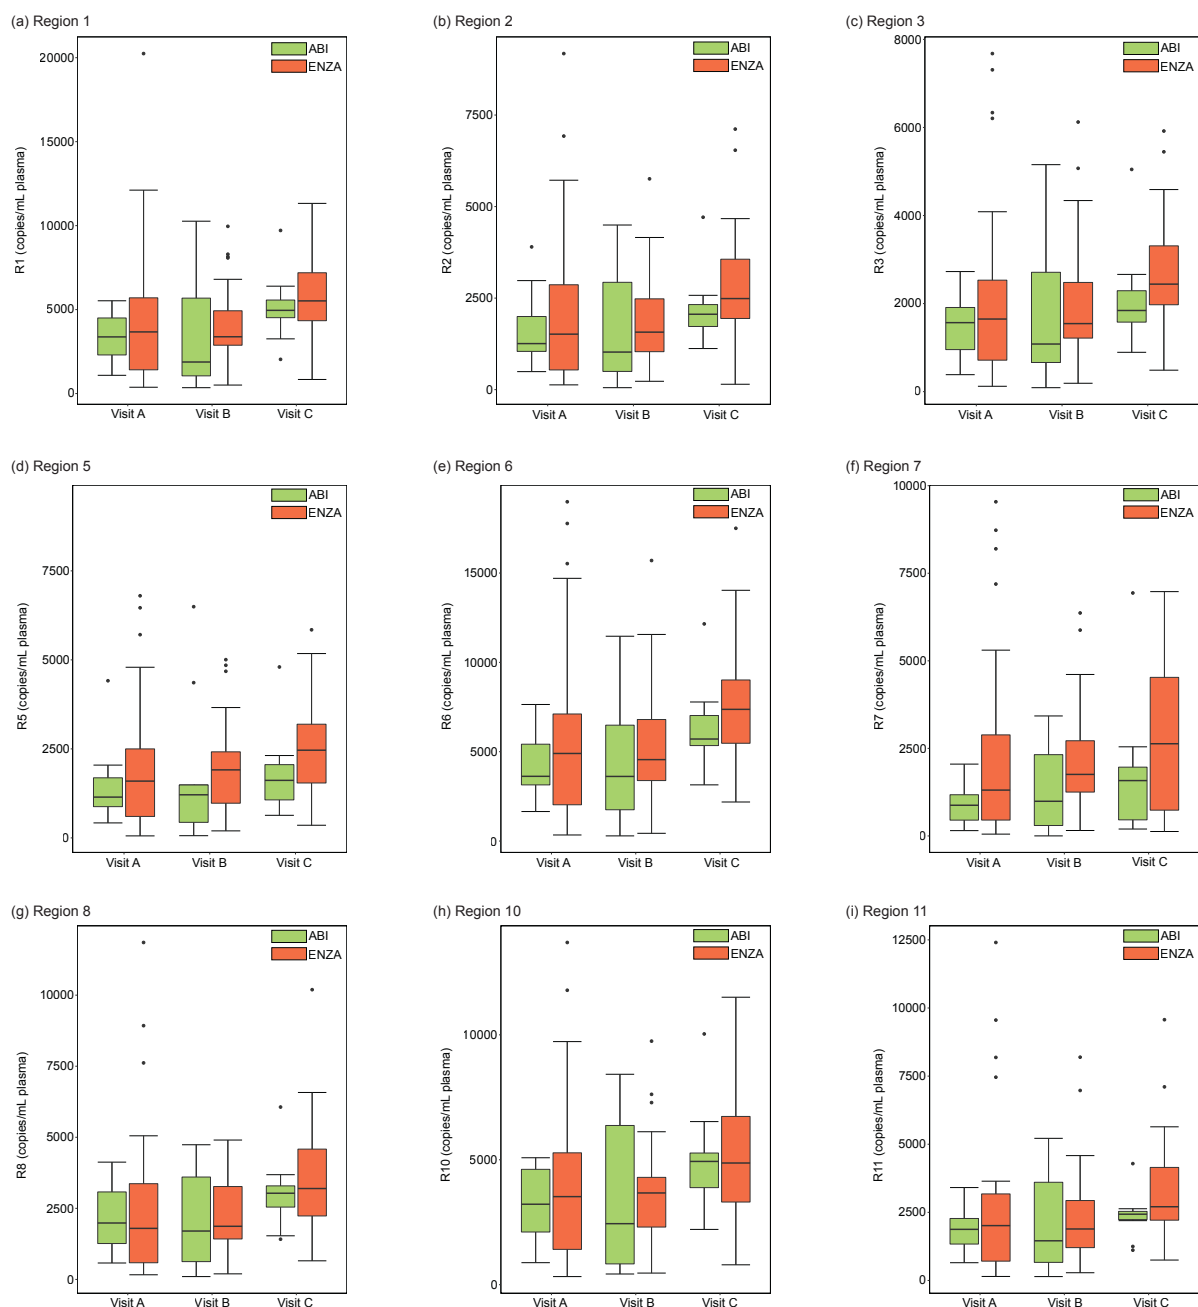 (a) Region 1
ABI
ENZA
20000
15000
10000
5000
0
R1 (copies/mL plasma)
Visit A Visit B Visit C
(b) Region 2
ABI
ENZA
7500
5000
2500
0
R2 (copies/mL plasma)
Visit A Visit B Visit C
(c) Region 3
ABI
ENZA
8000
6000
4000
2000
0
R3 (copies/mL plasma)
Visit A Visit B Visit C
(d) Region 5
ABI
ENZA
7500
5000
2500
0
R5 (copies/mL plasma)
Visit A Visit B Visit C
(e) Region 6
ABI
ENZA
15000
10000
5000
0
R6 (copies/mL plasma)
Visit A Visit B Visit C
(f) Region 7
ABI
ENZA
10000
7500
5000
2500
0
R7 (copies/mL plasma)
Visit A Visit B Visit C
(g) Region 8
ABI
ENZA
10000
7500
5000
2500
0
R8 (copies/mL plasma)
Visit A Visit B Visit C
(h) Region 10
ABI
ENZA
10000
5000
0
R10 (copies/mL plasma)
Visit A Visit B Visit C
(i) Region 11
ABI
ENZA
12500
10000
7500
5000
2500
0
R11 (copies/mL plasma)
Visit A Visit B Visit C